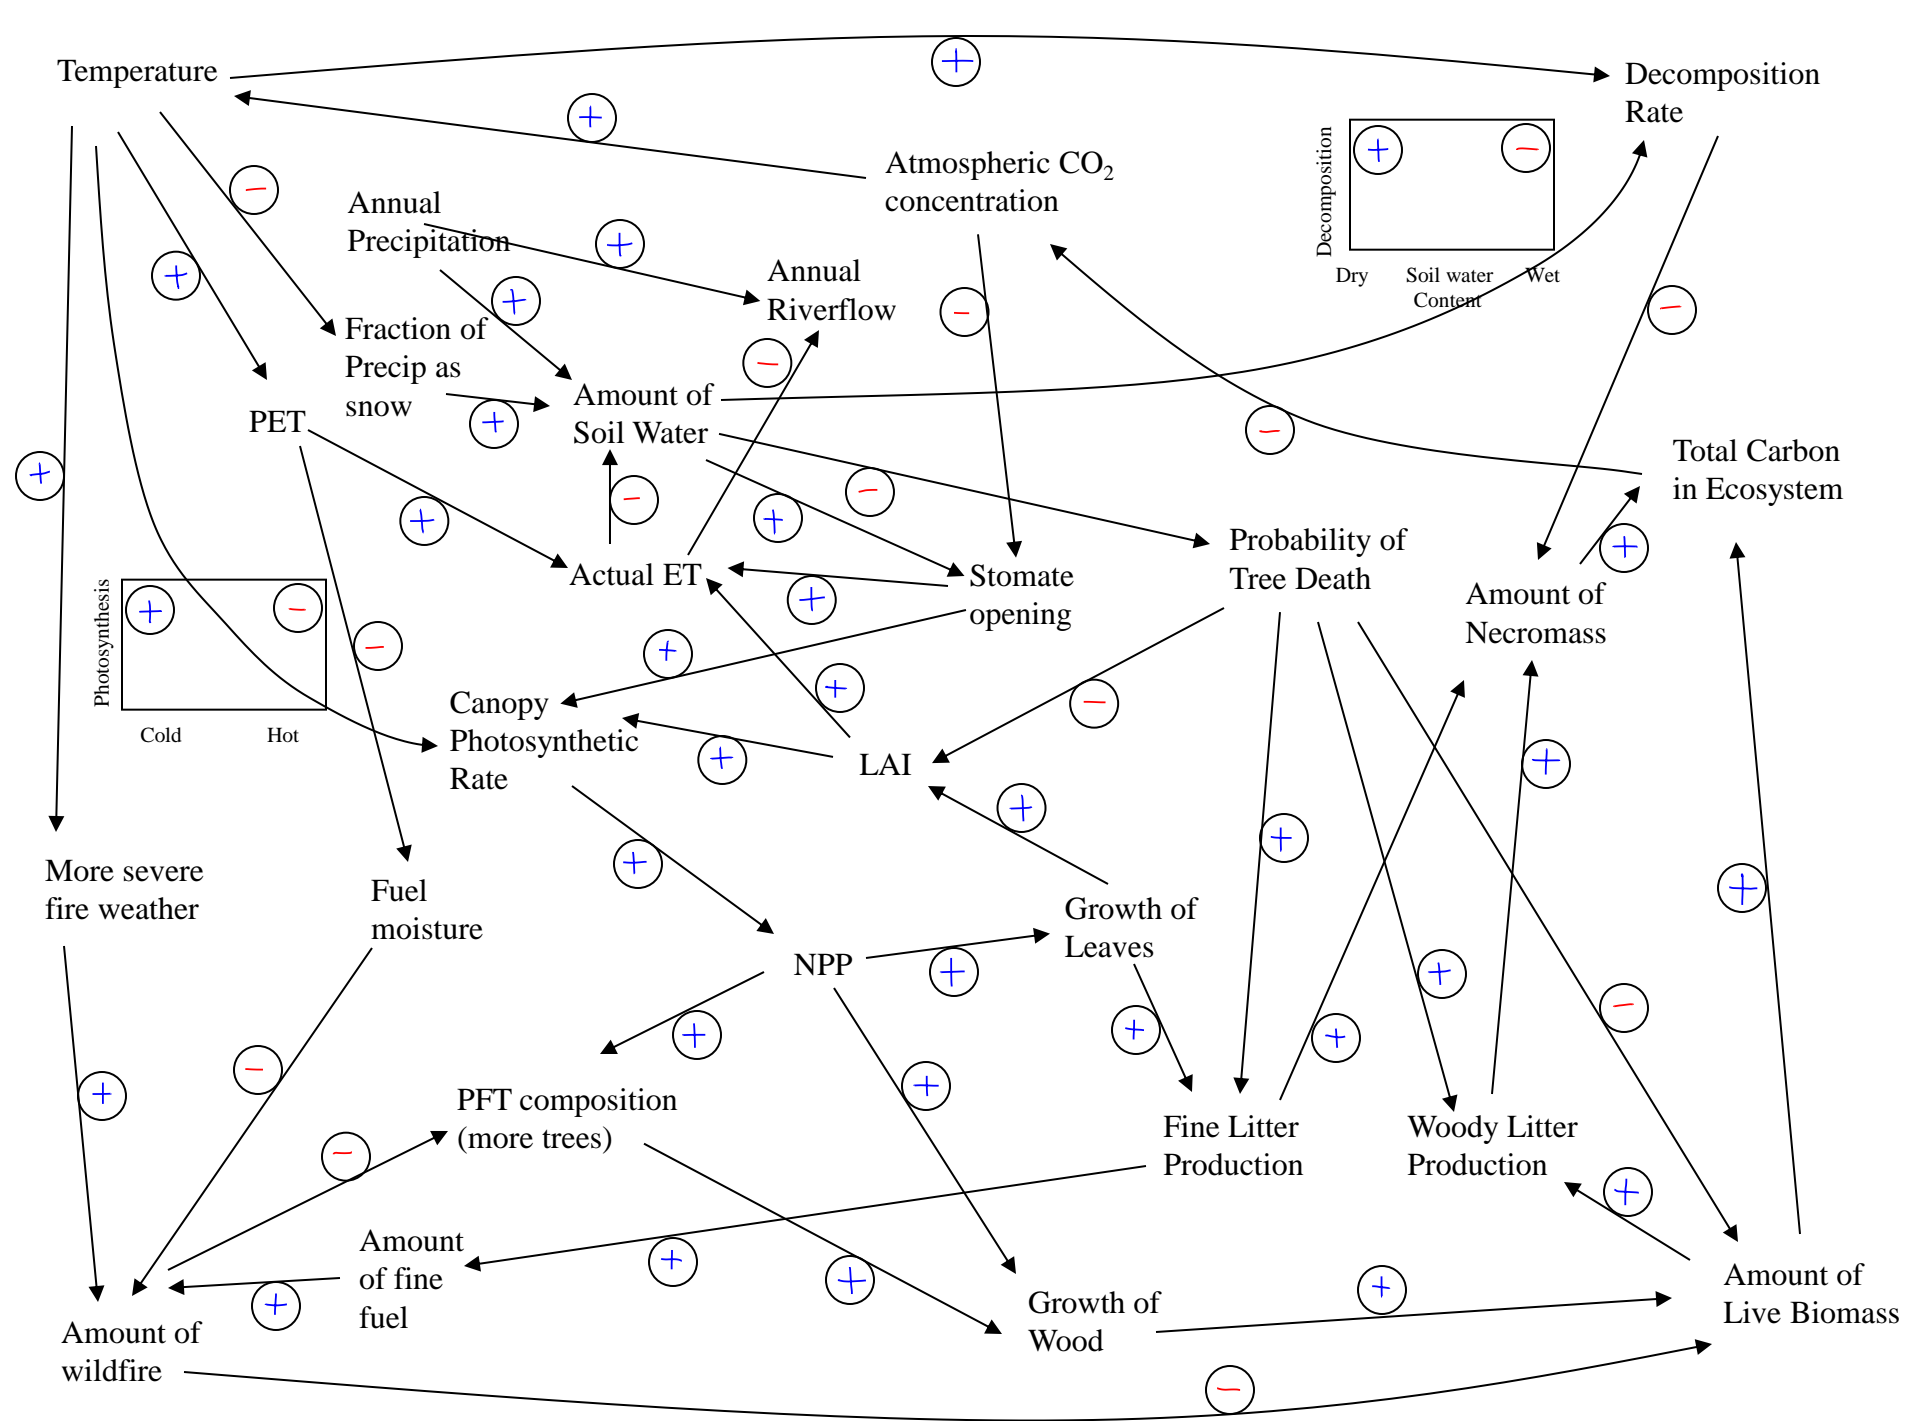 Temperature
Decomposition
Rate
Atmospheric CO₂
concentration
Decomposition
+
−
Dry
Soil water
Content
Wet
Annual
Precipitation
Annual
Riverflow
Fraction of
Precip as
snow
PET
Amount of
Soil Water
Total Carbon
in Ecosystem
Probability of
Tree Death
Actual ET
Stomate
opening
Amount of
Necromass
Photosynthesis
+
−
Cold
Hot
Canopy
Photosynthetic
Rate
LAI
More severe
fire weather
Fuel
moisture
Growth of
Leaves
NPP
PFT composition
(more trees)
Fine Litter
Production
Woody Litter
Production
Amount
of fine
fuel
Amount of
Live Biomass
Growth of
Wood
Amount of
wildfire